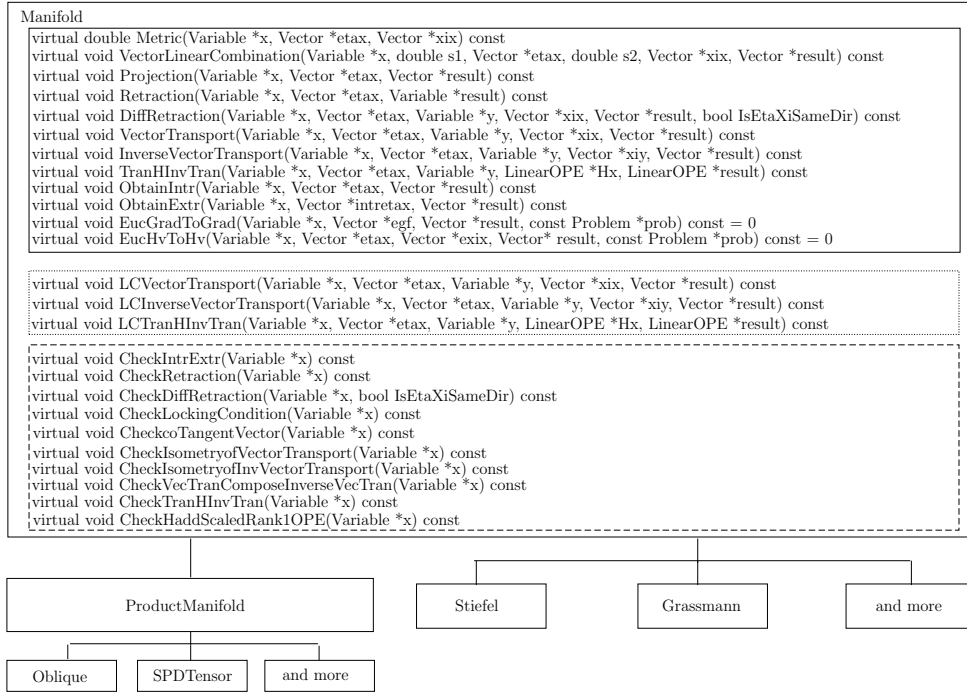 Manifold
virtual double Metric(Variable *x, Vector *etax, Vector *xix) const
virtual void VectorLinearCombination(Variable *x, double s1, Vector *etax, double s2, Vector *xix, Vector *result) const
virtual void Projection(Variable *x, Vector *etax, Vector *result) const
virtual void Retraction(Variable *x, Vector *etax, Variable *result) const
virtual void DiffRetraction(Variable *x, Vector *etax, Variable *y, Vector *xix, Vector *result, bool IsEtaXiSameDir) const
virtual void VectorTransport(Variable *x, Vector *etax, Variable *y, Vector *xix, Vector *result) const
virtual void InverseVectorTransport(Variable *x, Vector *etax, Variable *y, Vector *xiy, Vector *result) const
virtual void TranHInvTran(Variable *x, Vector *etax, Variable *y, LinearOPE *Hx, LinearOPE *result) const
virtual void ObtainIntr(Variable *x, Vector *etax, Vector *result) const
virtual void ObtainExtr(Variable *x, Vector *intretax, Vector *result) const
virtual void EucGradToGrad(Variable *x, Vector *egf, Vector *result, const Problem *prob) const = 0
virtual void EucHvToHv(Variable *x, Vector *etax, Vector *exix, Vector* result, const Problem *prob) const = 0
virtual void LCVectorTransport(Variable *x, Vector *etax, Variable *y, Vector *xix, Vector *result) const
virtual void LCInverseVectorTransport(Variable *x, Vector *etax, Variable *y, Vector *xiy, Vector *result) const
virtual void LCTranHInvTran(Variable *x, Vector *etax, Variable *y, LinearOPE *Hx, LinearOPE *result) const
virtual void CheckIntrExtr(Variable *x) const
virtual void CheckRetraction(Variable *x) const
virtual void CheckDiffRetraction(Variable *x, bool IsEtaXiSameDir) const
virtual void CheckLockingCondition(Variable *x) const
virtual void CheckcoTangentVector(Variable *x) const
virtual void CheckIsometryofVectorTransport(Variable *x) const
virtual void CheckIsometryofInvVectorTransport(Variable *x) const
virtual void CheckVecTranComposeInverseVecTran(Variable *x) const
virtual void CheckTranHInvTran(Variable *x) const
virtual void CheckHaddScaledRank1OPE(Variable *x) const
ProductManifold
Stiefel
Grassmann
and more
Oblique
SPDTensor
and more